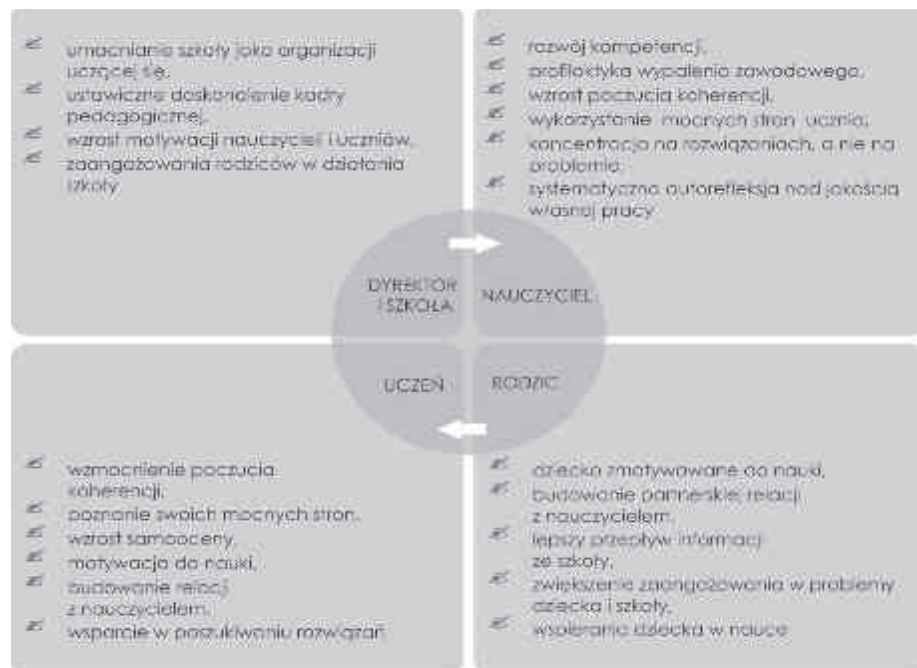 umacnianie szkoły jako organizacji
uczącej się,
ustawiczne doskonalenie kadry
pedagogicznej,
wzrost motywacji nauczycieli i uczniów,
zaangażowania rodziców w działania
szkoły
rozwój kompetencji,
profilaktyka wypalenia zawodowego,
wzrost poczucia koherencji,
wykorzystanie mocnych stron ucznia,
koncentracja na rozwiązaniach, a nie na
problemie,
systematyczna autorefleksja nad jakością
własnej pracy
DYREKTOR
I SZKOŁA
NAUCZYCIEL
UCZEŃ
RODZIC
wzmocnienie poczucia
koherencji,
poznanie swoich mocnych stron,
wzrost samooceny,
motywacja do nauki,
budowanie relacji
z nauczycielem,
wsparcie w poszukiwaniu rozwiązań
dziecko zmotywowane do nauki,
budowanie partnerskiej relacji
z nauczycielem,
lepszy przepływ informacji
ze szkoły,
zwiększenie zaangażowania w problemy
dziecka i szkoły,
wspieranie dziecka w nauce